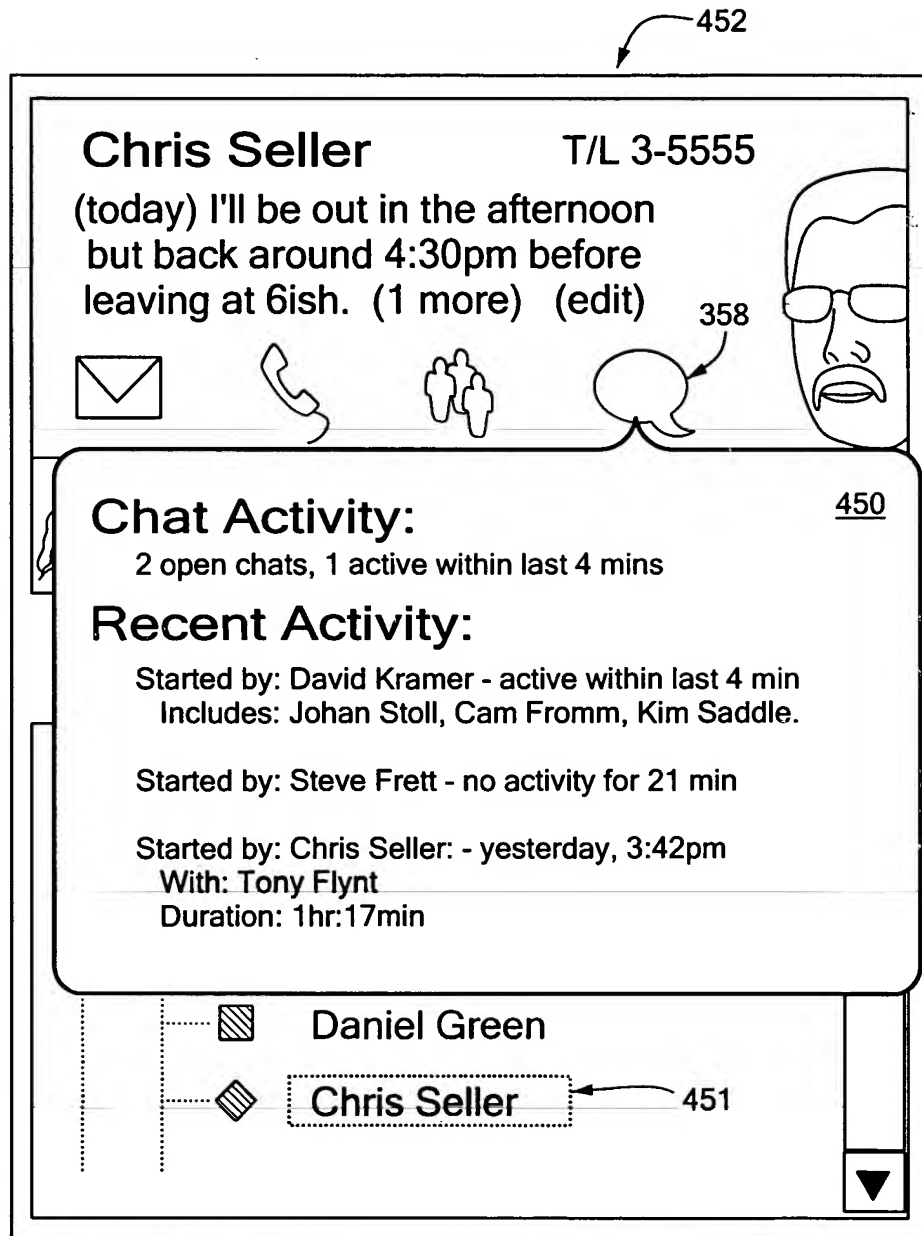 452
Chris Seller T/L 3-5555
(today) I'll be out in the afternoon
but back around 4:30pm before
leaving at 6ish. (1 more) (edit)
358
Chat Activity: 450
2 open chats, 1 active within last 4 mins
Recent Activity:
Started by: David Kramer - active within last 4 min
Includes: Johan Stoll, Cam Fromm, Kim Saddle.
Started by: Steve Frett - no activity for 21 min
Started by: Chris Seller: - yesterday, 3:42pm
With: Tony Flynt
Duration: 1hr:17min
Daniel Green
Chris Seller 451